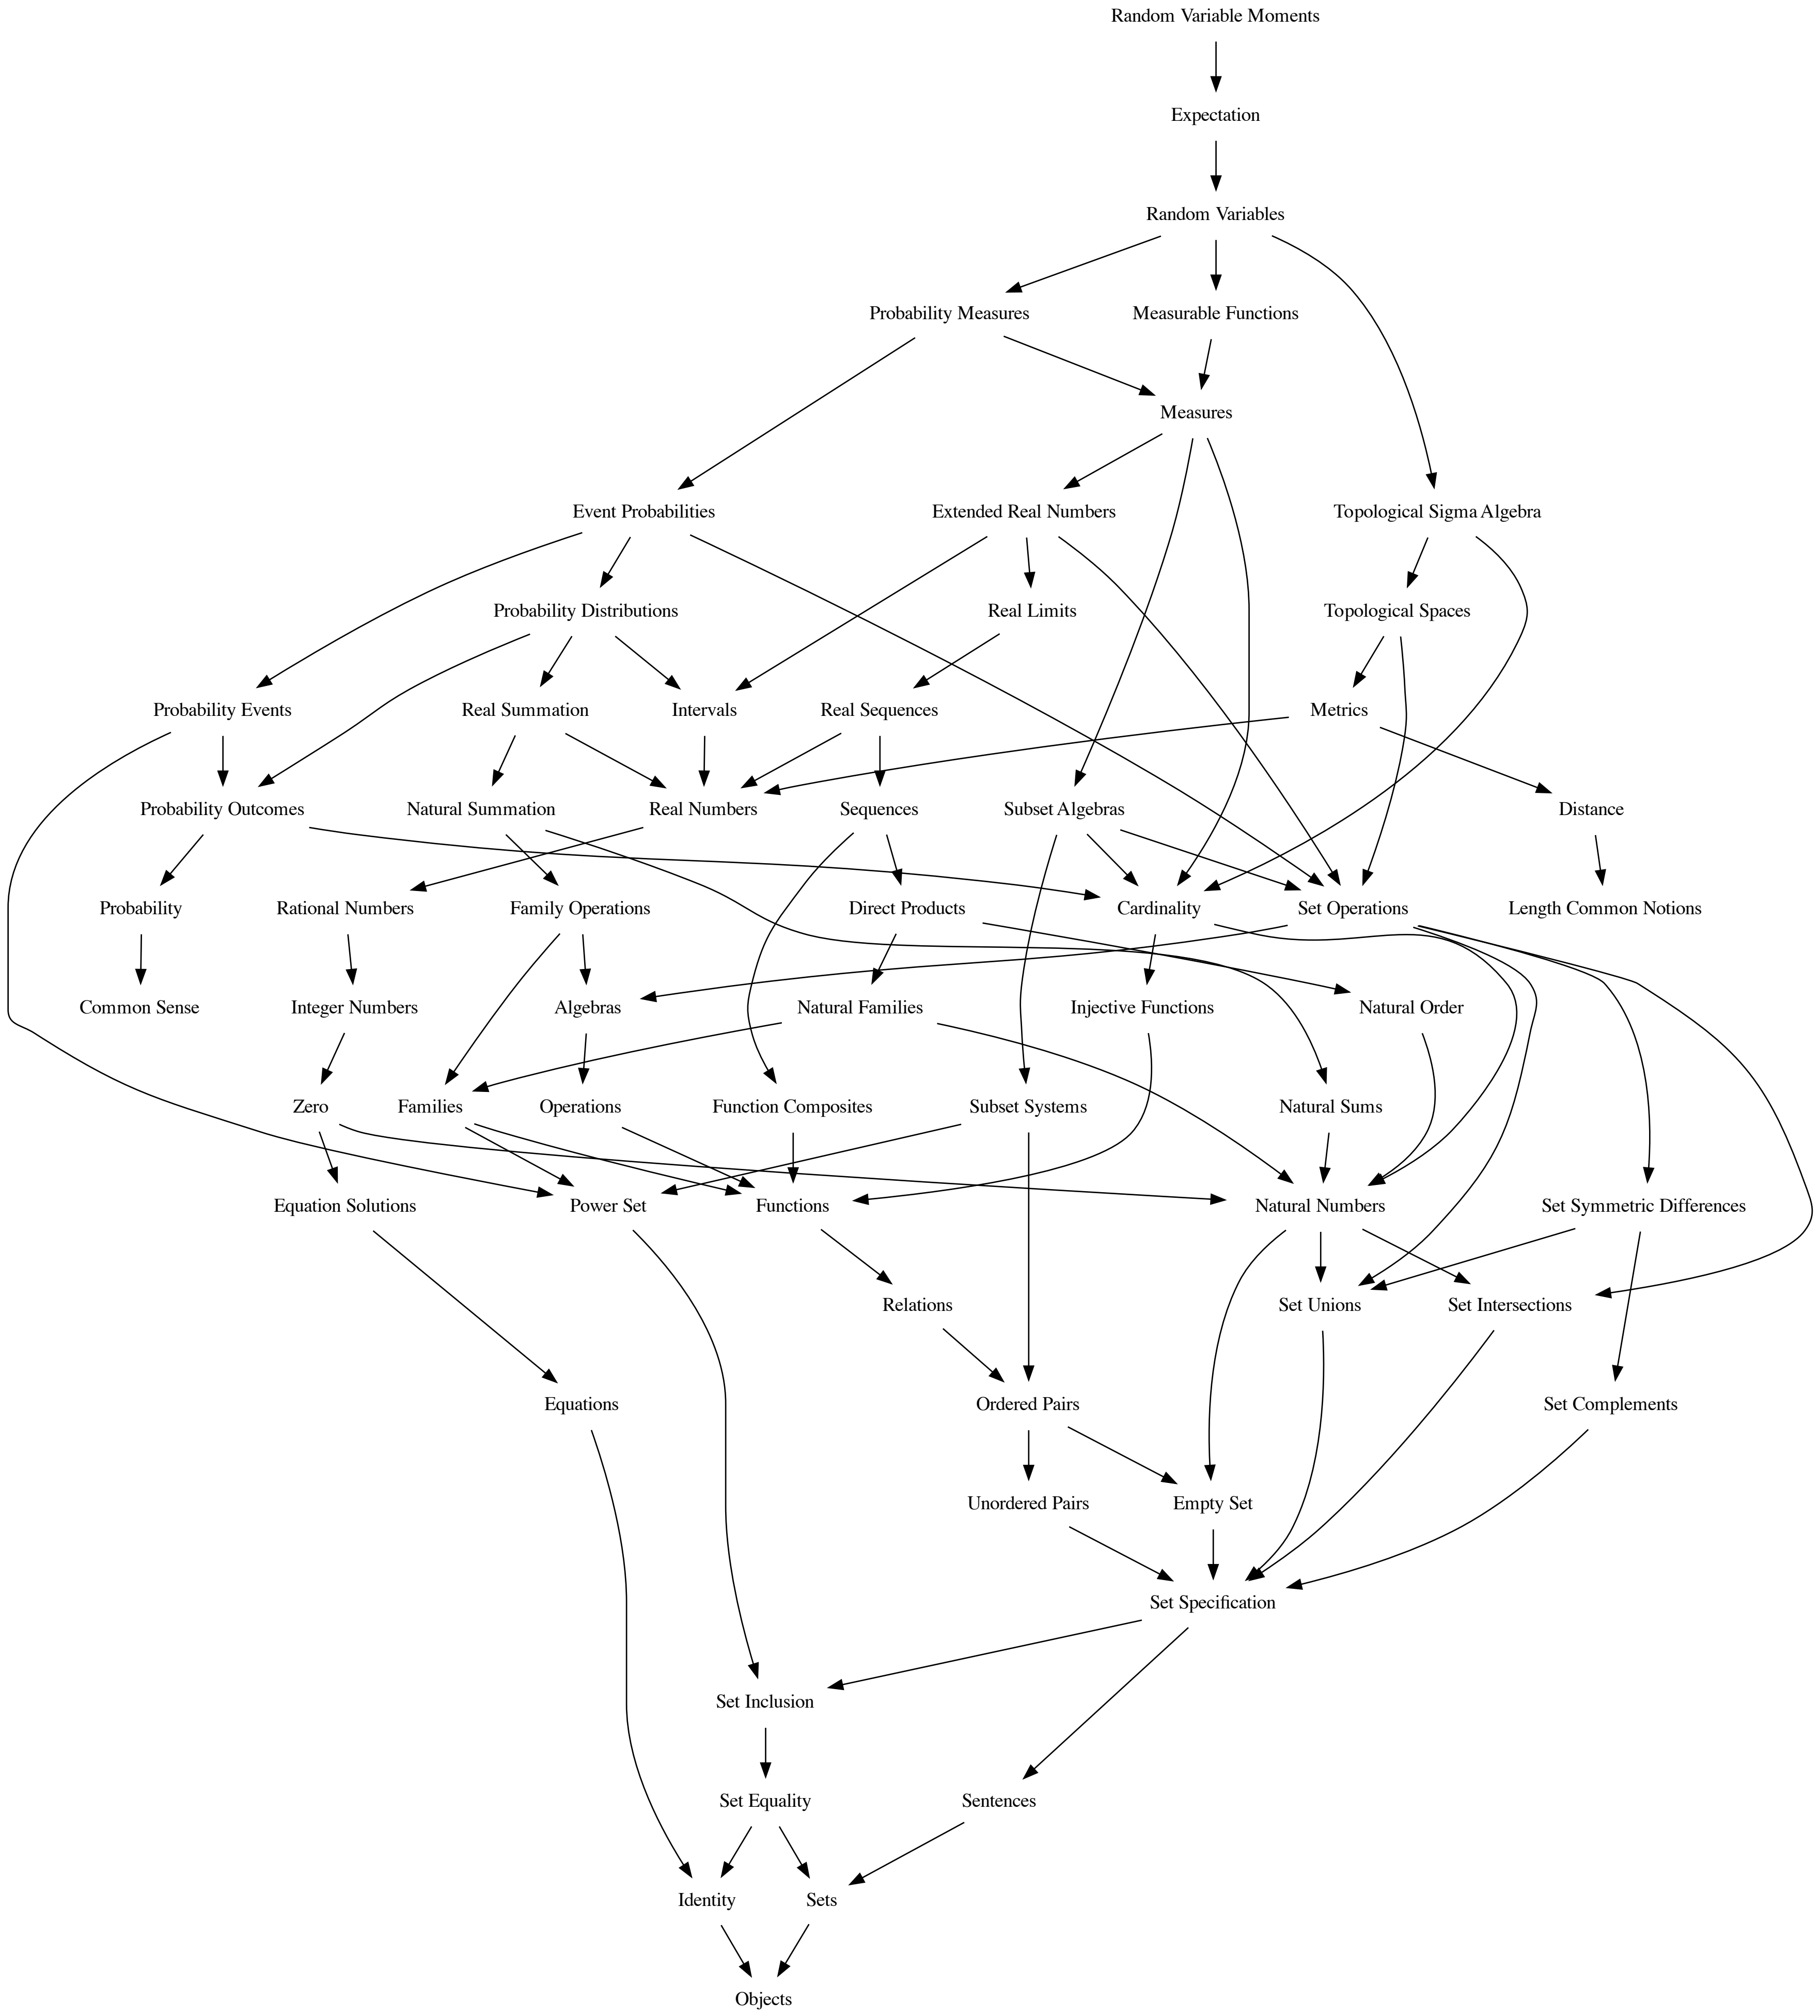 Random Variable Moments
Expectation
Random Variables
Probability Measures
Measurable Functions
Measures
Event Probabilities
Extended Real Numbers
Topological Sigma Algebra
Probability Distributions
Real Limits
Topological Spaces
Probability Events
Real Summation
Intervals
Real Sequences
Metrics
Probability Outcomes
Natural Summation
Real Numbers
Sequences
Subset Algebras
Distance
Probability
Rational Numbers
Family Operations
Direct Products
Cardinality
Set Operations
Length Common Notions
Common Sense
Integer Numbers
Algebras
Natural Families
Injective Functions
Natural Order
Zero
Families
Operations
Function Composites
Subset Systems
Natural Sums
Equation Solutions
Power Set
Functions
Natural Numbers
Set Symmetric Differences
Relations
Set Unions
Set Intersections
Equations
Ordered Pairs
Set Complements
Unordered Pairs
Empty Set
Set Specification
Set Inclusion
Set Equality
Sentences
Identity
Sets
Objects